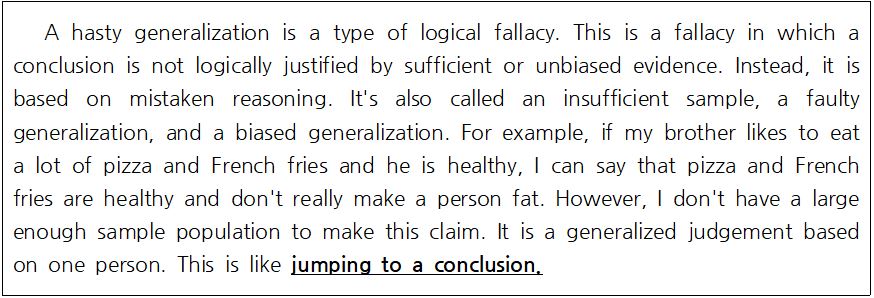 A hasty generalization is a type of logical fallacy. This is a fallacy in which a
conclusion is not logically justified by sufficient or unbiased evidence. Instead, it is
based on mistaken reasoning. It's also called an insufficient sample, a faulty
generalization, and a biased generalization. For example, if my brother likes to eat
a lot of pizza and French fries and he is healthy, I can say that pizza and French
fries are healthy and don't really make a person fat. However, I don't have a large
enough sample population to make this claim. It is a generalized judgement based
on one person. This is like jumping to a conclusion.